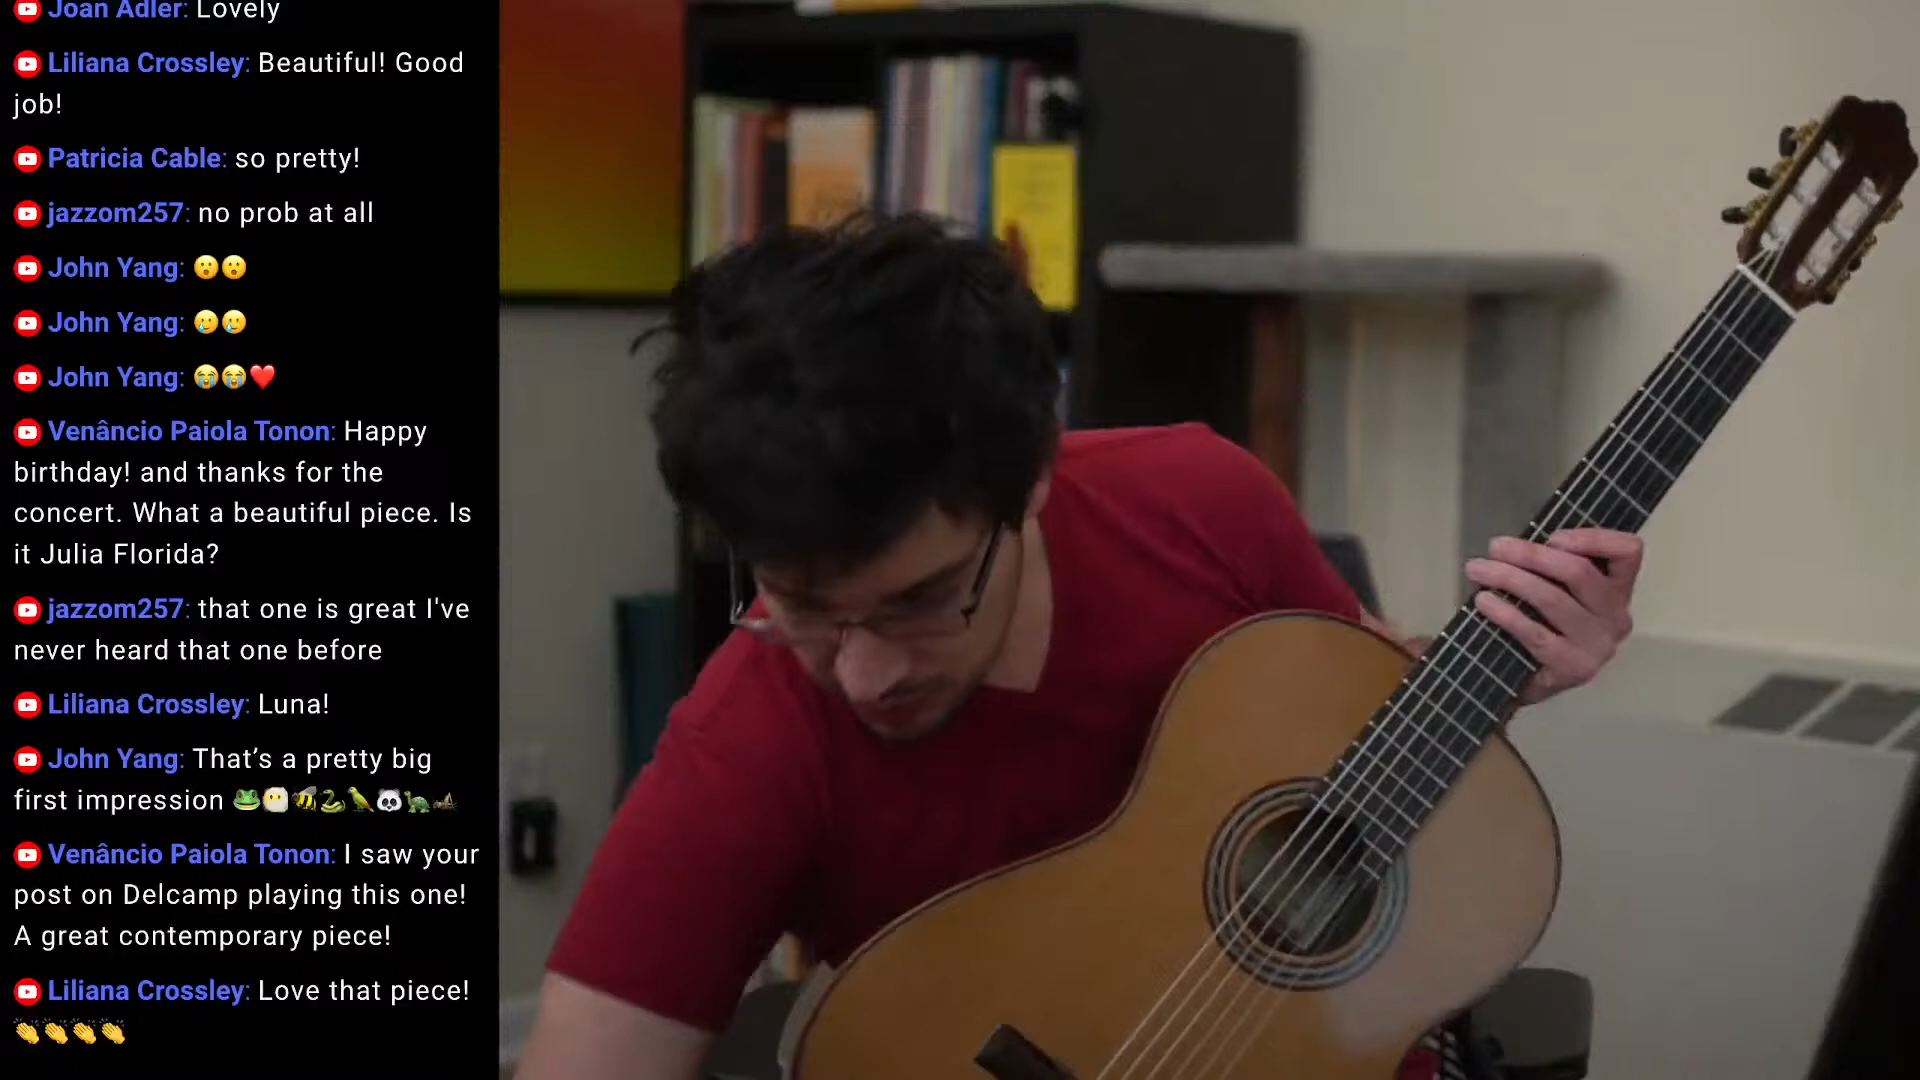 Joan Adler: Lovely
Liliana Crossley: Beautiful! Good
job!
Patricia Cable: so pretty!
jazzom257: no prob at all
John Yang: 😮😮
John Yang: 🥲🥲
John Yang: 😭😭❤️
Venâncio Paiola Tonon: Happy
birthday! and thanks for the
concert. What a beautiful piece. Is
it Julia Florida?
jazzom257: that one is great I've
never heard that one before
Liliana Crossley: Luna!
John Yang: That’s a pretty big
first impression 🐸🐣🐝🐍🦜🐼🐢🦗
Venâncio Paiola Tonon: I saw your
post on Delcamp playing this one!
A great contemporary piece!
Liliana Crossley: Love that piece!
👏👏👏👏